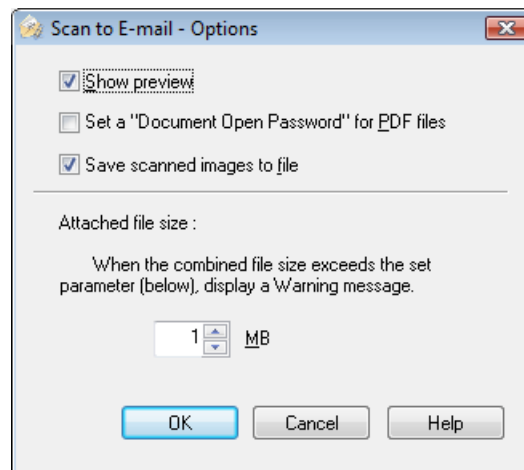 Scan to E-mail - Options
Show preview
Set a "Document Open Password" for PDF files
Save scanned images to file
Attached file size :
When the combined file size exceeds the set
parameter (below), display a Warning message.
1 MB
OK Cancel Help